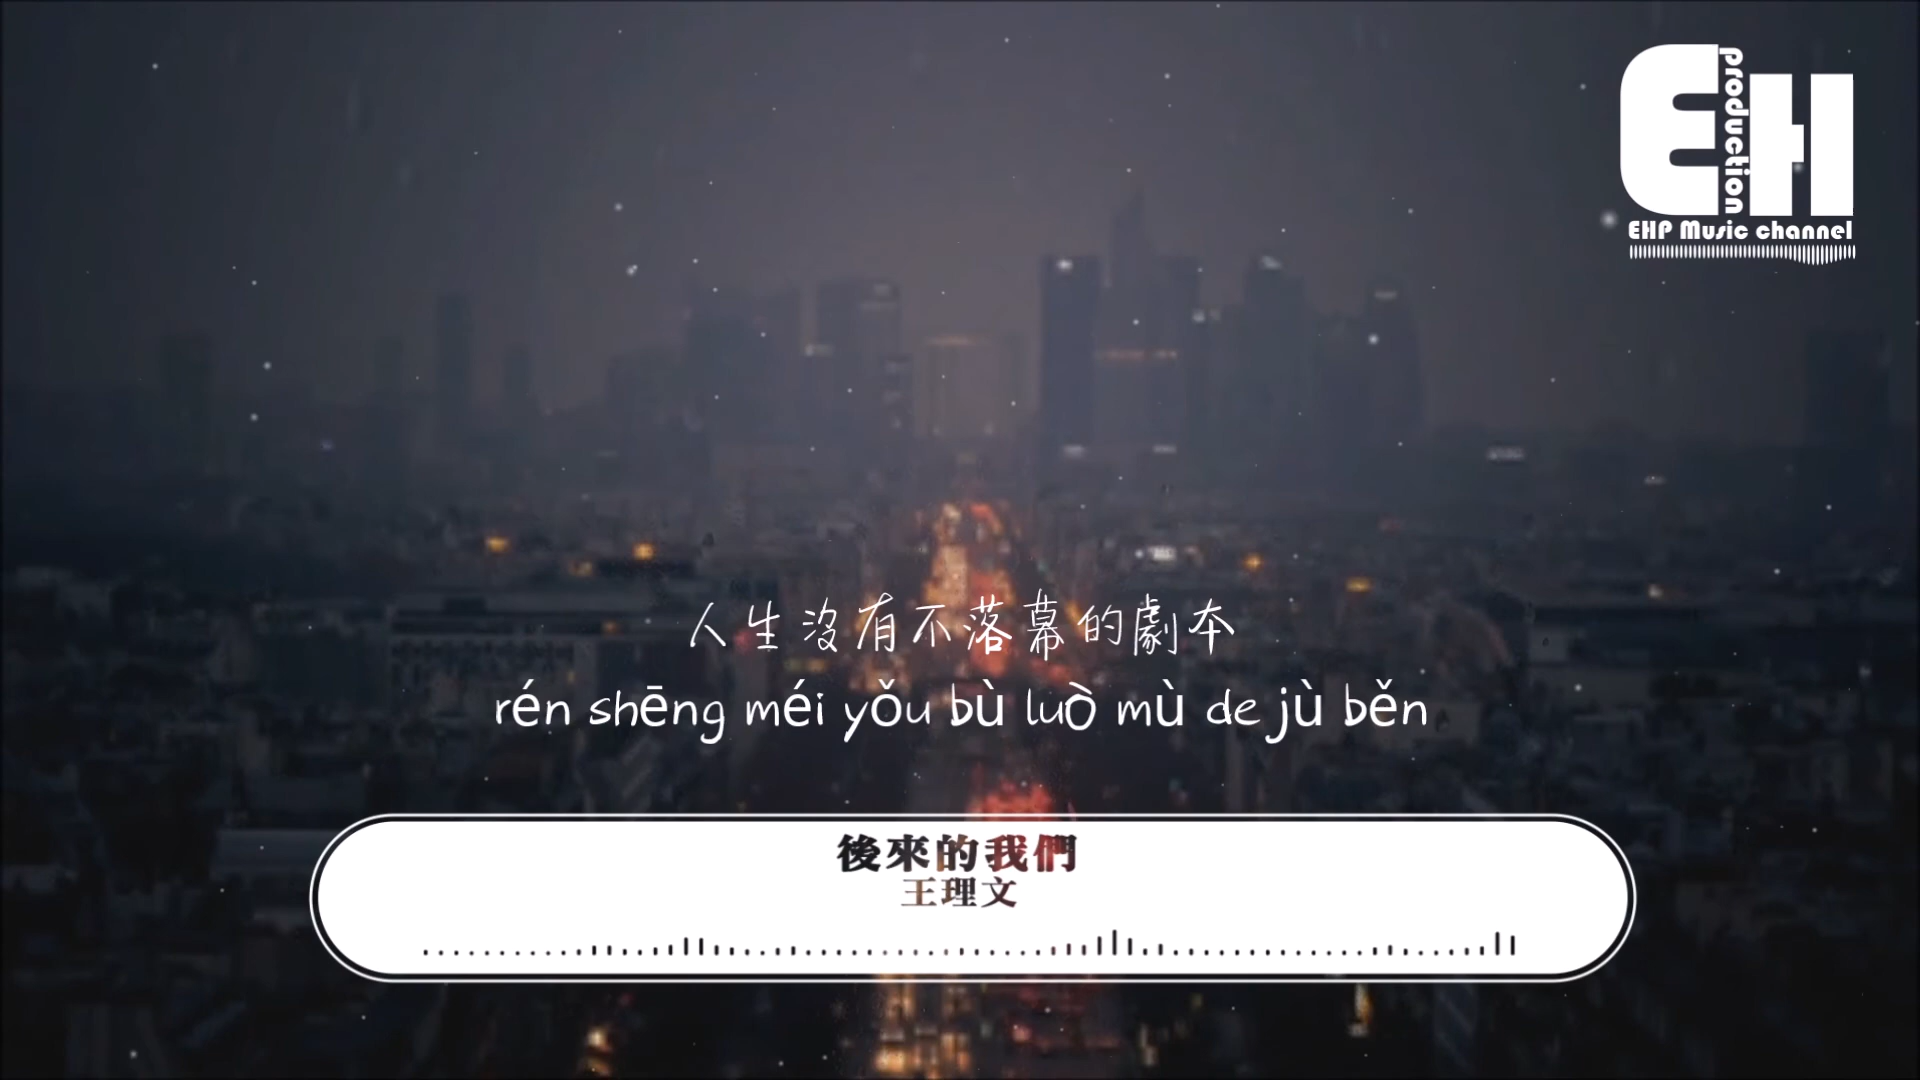 EH
production
EHP Music channel
人生沒有不落幕的劇本
rén shēng méi yǒu bù luò mù de jù běn
後來的我們
王理文